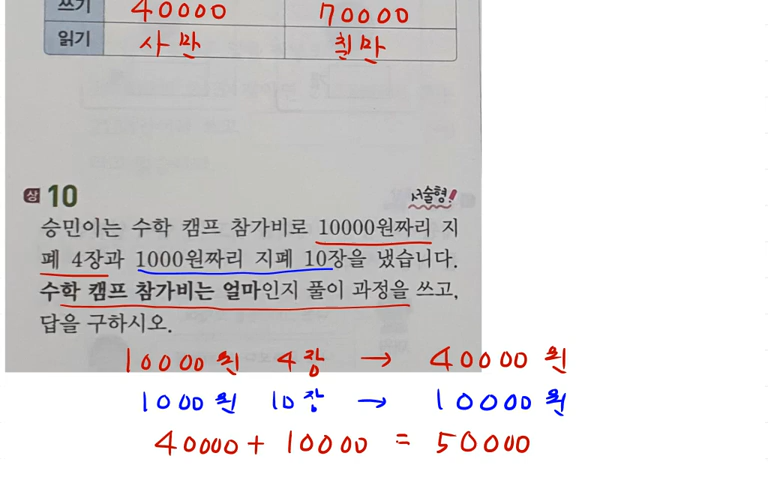 쓰기 40000 70000
읽기 사만 칠만
상 10 서술형!
승민이는 수학 캠프 참가비로 10000원짜리 지
폐 4장과 1000원짜리 지폐 10장을 냈습니다.
수학 캠프 참가비는 얼마인지 풀이 과정을 쓰고,
답을 구하시오.
10000원 4장 → 40000원
1000원 10장 → 10000원
40000 + 10000 = 50000